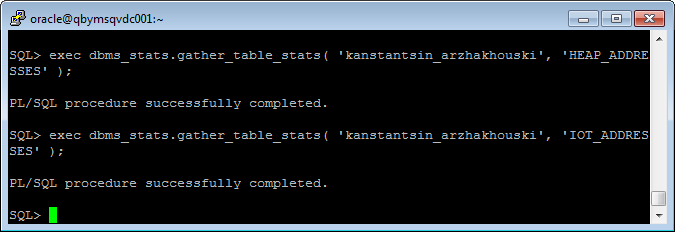 oracle@qbymsqvdc001:~
SQL> exec dbms_stats.gather_table_stats( 'kanstantsin_arzhakhouski', 'HEAP_ADDRE
SSES' );
PL/SQL procedure successfully completed.
SQL> exec dbms_stats.gather_table_stats( 'kanstantsin_arzhakhouski', 'IOT_ADDRES
SES' );
PL/SQL procedure successfully completed.
SQL>